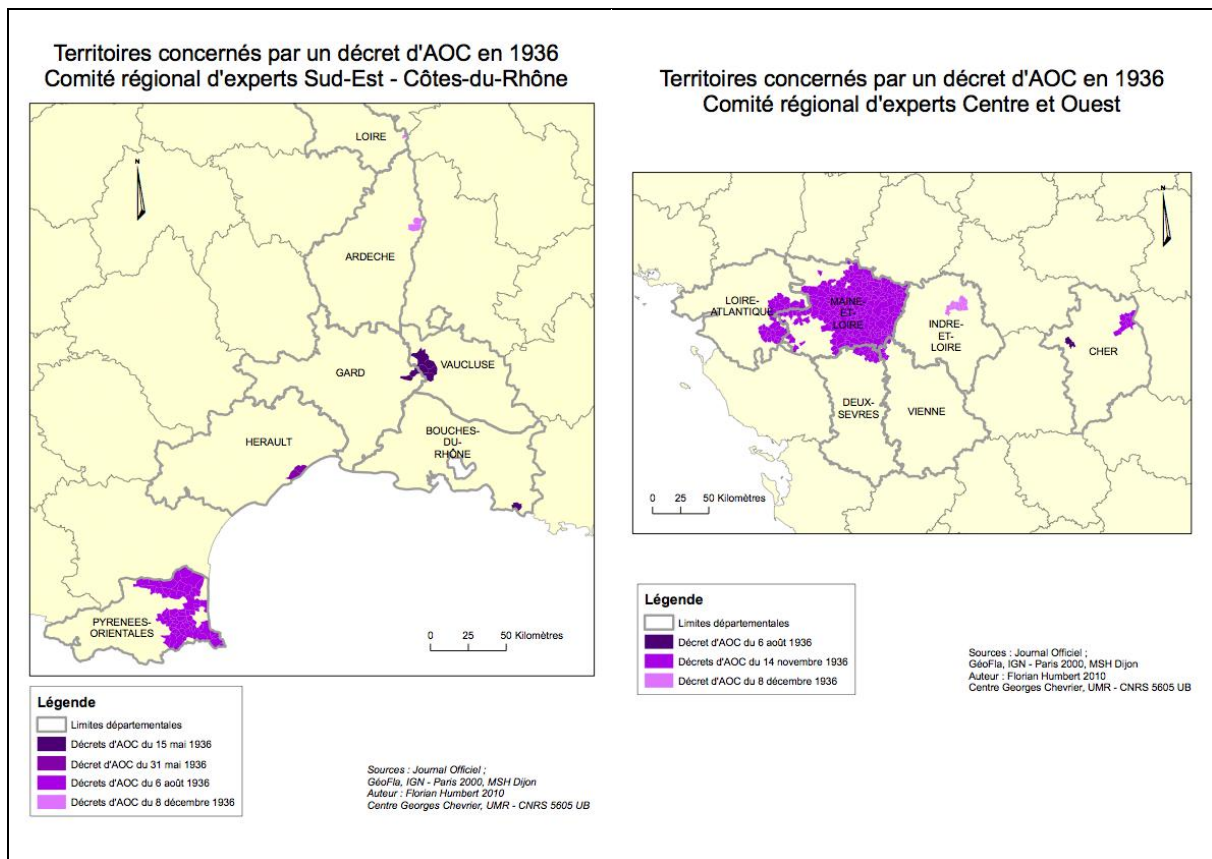 Territoires concernés par un décret d'AOC en 1936
Comité régional d'experts Sud-Est - Côtes-du-Rhône
N
LOIRE
ARDECHE
VAUCLUSE
GARD
BOUCHES-
DU-
RHÔNE
HERAULT
PYRENEES-
ORIENTALES
0 25 50 Kilomètres
Légende
Limites départementales
Décrets d'AOC du 15 mai 1936
Décret d'AOC du 31 mai 1936
Décrets d'AOC du 6 août 1936
Décrets d'AOC du 8 décembre 1936
Sources : Journal Officiel ;
GéoFla, IGN - Paris 2000, MSH Dijon
Auteur : Florian Humbert 2010
Centre Georges Chevrier, UMR - CNRS 5605 UB
Territoires concernés par un décret d'AOC en 1936
Comité régional d'experts Centre et Ouest
N
LOIRE-
ATLANTIQUE
MAINE-
ET-
LOIRE
INDRE-
ET-
LOIRE
CHER
DEUX-
SEVRES
VIENNE
0 25 50 Kilomètres
Légende
Limites départementales
Décret d'AOC du 6 août 1936
Décrets d'AOC du 14 novembre 1936
Décret d'AOC du 8 décembre 1936
Sources : Journal Officiel ;
GéoFla, IGN - Paris 2000, MSH Dijon
Auteur : Florian Humbert 2010
Centre Georges Chevrier, UMR - CNRS 5605 UB